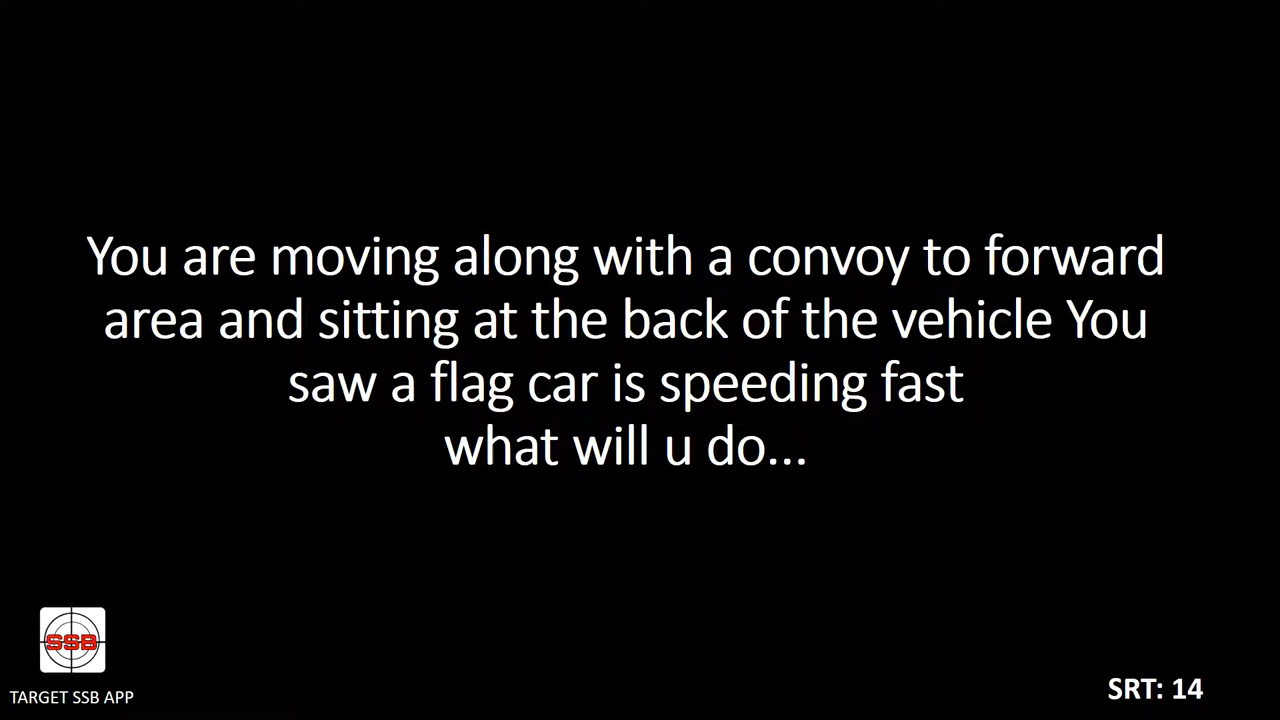 You are moving along with a convoy to forward
area and sitting at the back of the vehicle You
saw a flag car is speeding fast
what will u do...
SSB
TARGET SSB APP
SRT: 14